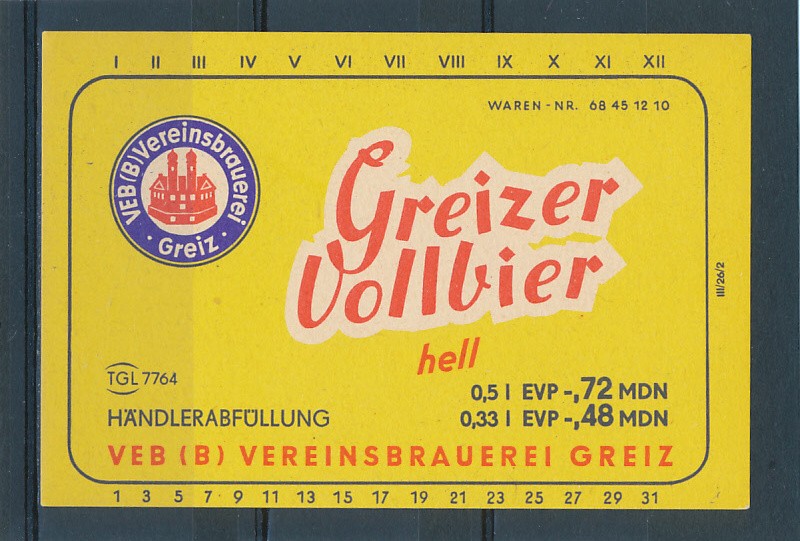 I II III IV V VI VII VIII IX X XI XII
WAREN-NR. 68 45 12 10
VEB(B) Vereinsbrauerei
· Greiz ·
Greizer
Vollbier
hell
III/26/2
TGL 7764
0,5 l EVP -,72 MDN
HÄNDLERABFÜLLUNG
0,33 l EVP -,48 MDN
VEB (B) VEREINSBRAUEREI GREIZ
1 3 5 7 9 11 13 15 17 19 21 23 25 27 29 31